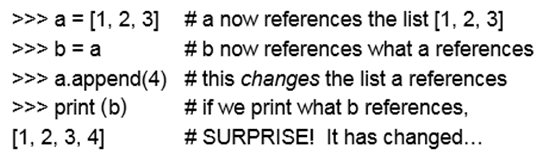 >>> a = [1, 2, 3]   # a now references the list [1, 2, 3]
>>> b = a   # b now references what a references
>>> a.append(4)   # this changes the list a references
>>> print (b)   # if we print what b references,
[1, 2, 3, 4]   # SURPRISE!  It has changed…